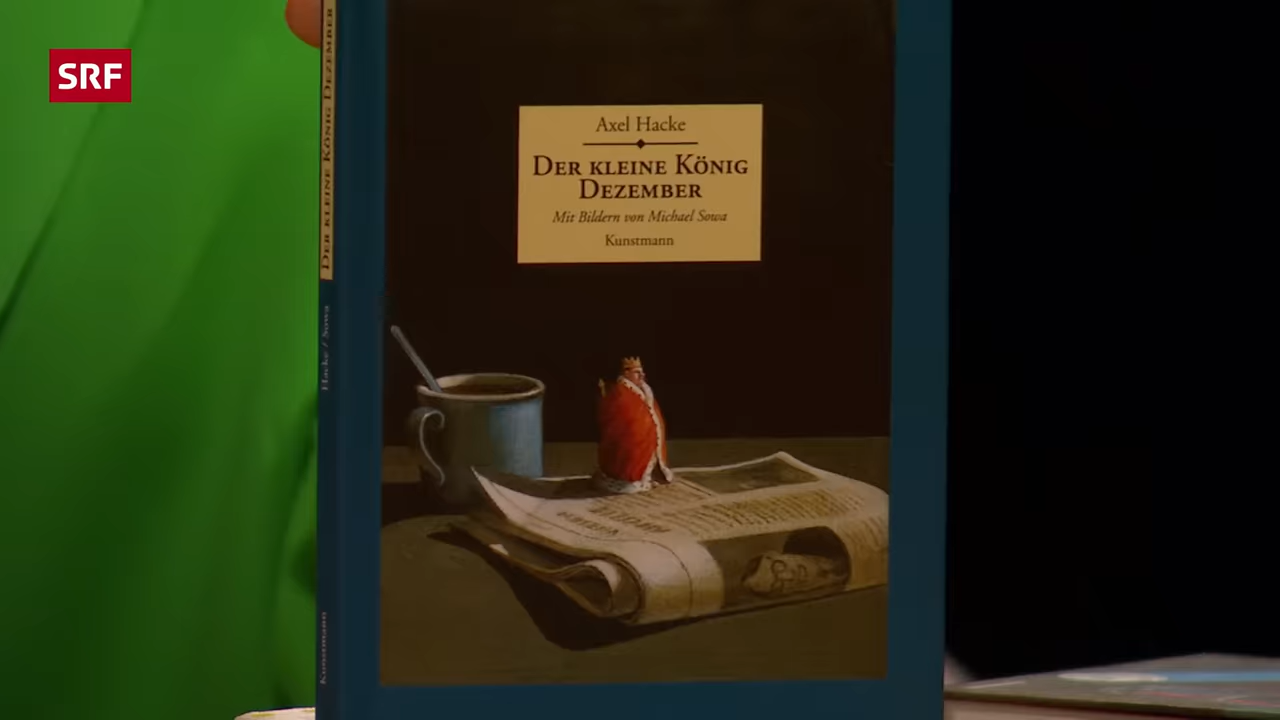 SRF
DER KLEINE KÖNIG DEZEMBER
Hacke / Sowa
Kunstmann
Axel Hacke
DER KLEINE KÖNIG
DEZEMBER
Mit Bildern von Michael Sowa
Kunstmann